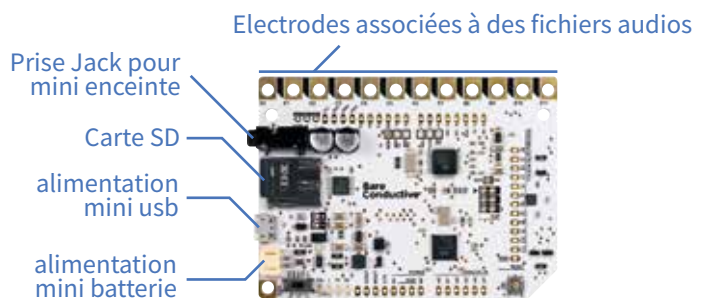 Electrodes associées à des fichiers audios
Prise Jack pour
mini enceinte
Carte SD
alimentation
mini usb
alimentation
mini batterie
Bare
Conductive